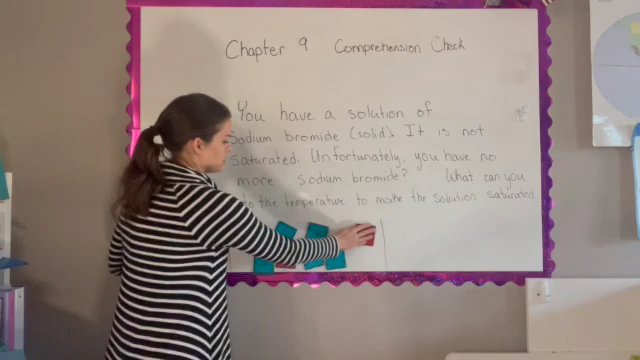 Chapter 9 Comprehension Check
You have a solution of
Sodium bromide (solid). It is not
saturated. Unfortunately, you have no
more sodium bromide? What can you
to the temperature to make the solution saturated